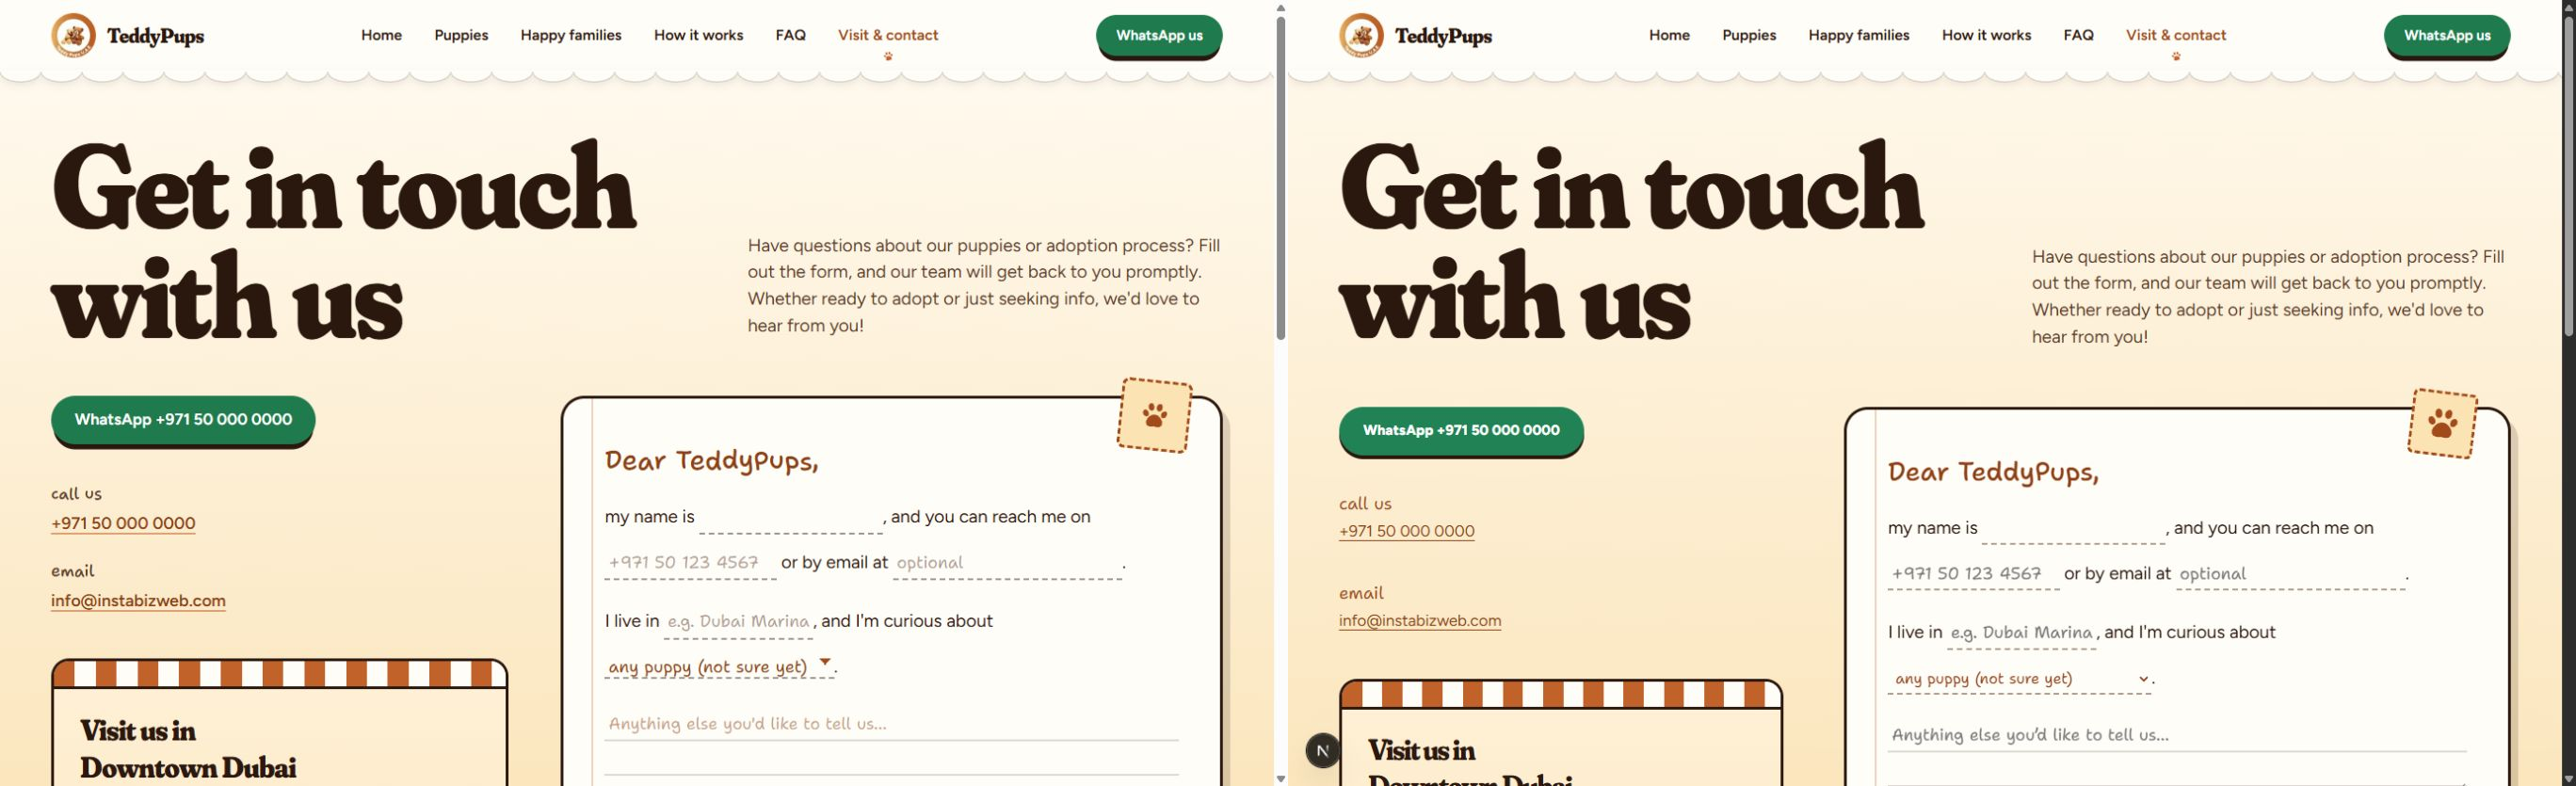 TeddyPups
Home Puppies Happy families How it works FAQ Visit & contact
WhatsApp us
Get in touch
with us
Have questions about our puppies or adoption process? Fill
out the form, and our team will get back to you promptly.
Whether ready to adopt or just seeking info, we'd love to
hear from you!
WhatsApp +971 50 000 0000
call us
+971 50 000 0000
email
info@instabizweb.com
Visit us in
Downtown Dubai
Dear TeddyPups,
my name is , and you can reach me on
+971 50 123 4567 or by email at optional .
I live in e.g. Dubai Marina , and I'm curious about
any puppy (not sure yet) .
Anything else you'd like to tell us...
TeddyPups
Home Puppies Happy families How it works FAQ Visit & contact
WhatsApp us
Get in touch
with us
Have questions about our puppies or adoption process? Fill
out the form, and our team will get back to you promptly.
Whether ready to adopt or just seeking info, we'd love to
hear from you!
WhatsApp +971 50 000 0000
call us
+971 50 000 0000
email
info@instabizweb.com
N
Visit us in
Downtown Dubai
Dear TeddyPups,
my name is , and you can reach me on
+971 50 123 4567 or by email at optional .
I live in e.g. Dubai Marina , and I'm curious about
any puppy (not sure yet) .
Anything else you'd like to tell us...